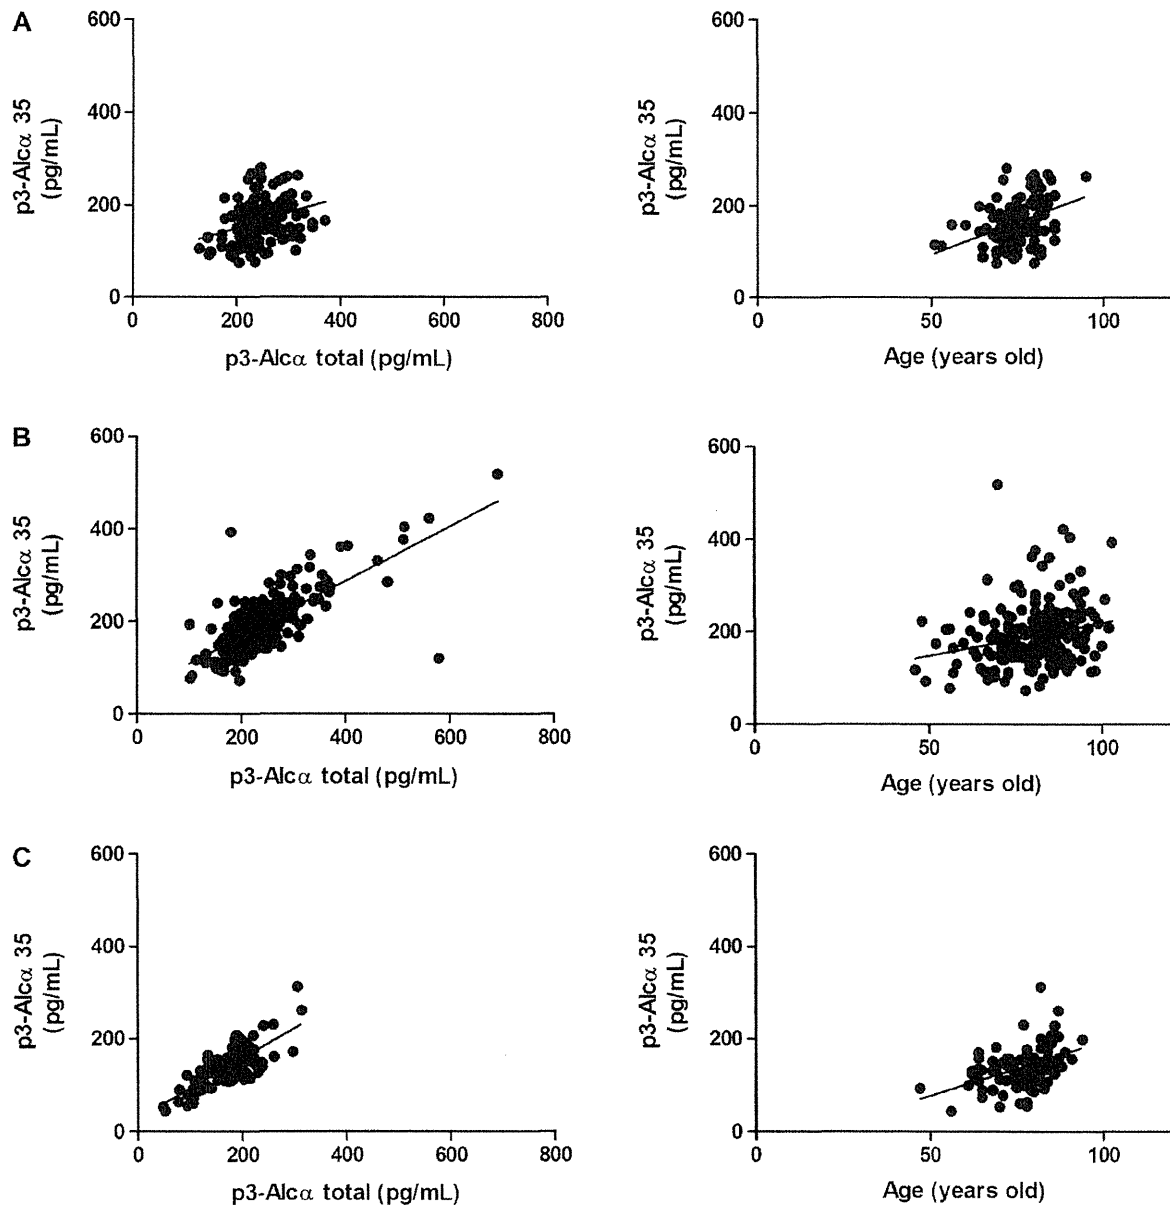 A
600
400
200
0
p3-Alcα 35
(pg/mL)
0 200 400 600 800
p3-Alcα total (pg/mL)
600
400
200
0
p3-Alcα 35
(pg/mL)
0 50 100
Age (years old)
B
600
400
200
0
p3-Alcα 35
(pg/mL)
0 200 400 600 800
p3-Alcα total (pg/mL)
600
400
200
0
p3-Alcα 35
(pg/mL)
0 50 100
Age (years old)
C
600
400
200
0
p3-Alcα 35
(pg/mL)
0 200 400 600 800
p3-Alcα total (pg/mL)
600
400
200
0
p3-Alcα 35
(pg/mL)
0 50 100
Age (years old)